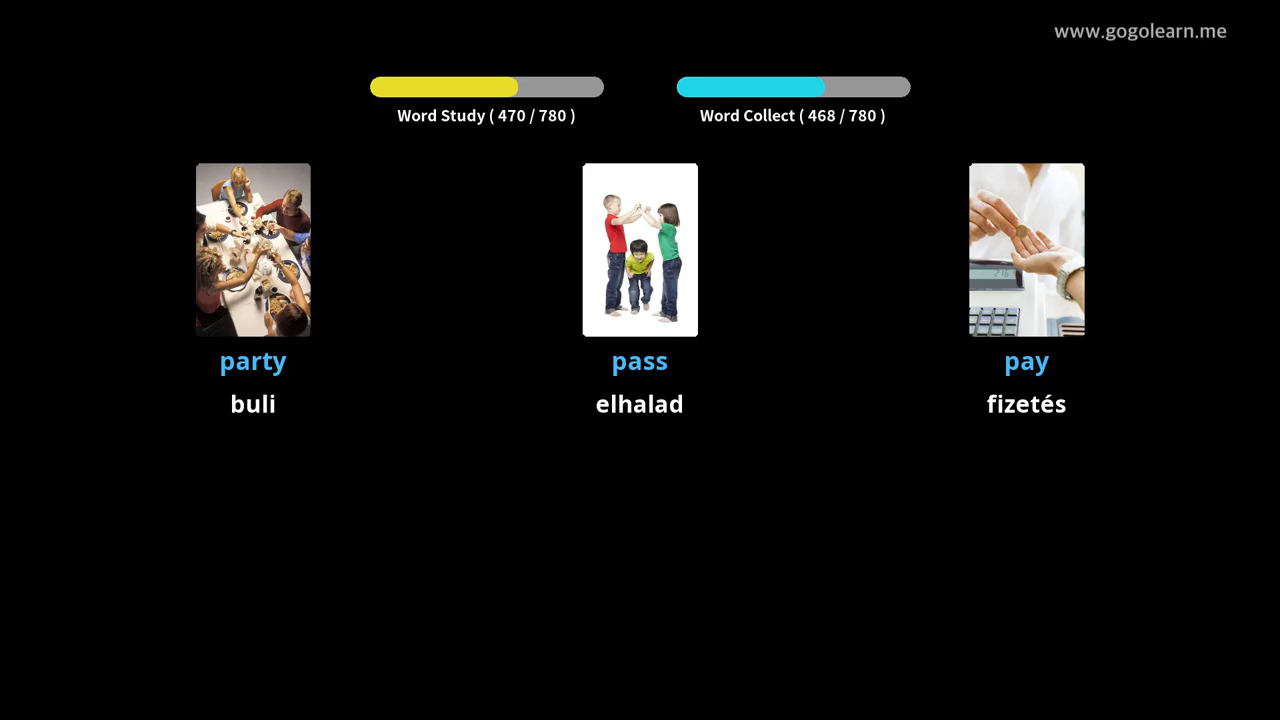 www.gogolearn.me
Word Study ( 470 / 780 )
Word Collect ( 468 / 780 )
party
pass
pay
buli
elhalad
fizetés